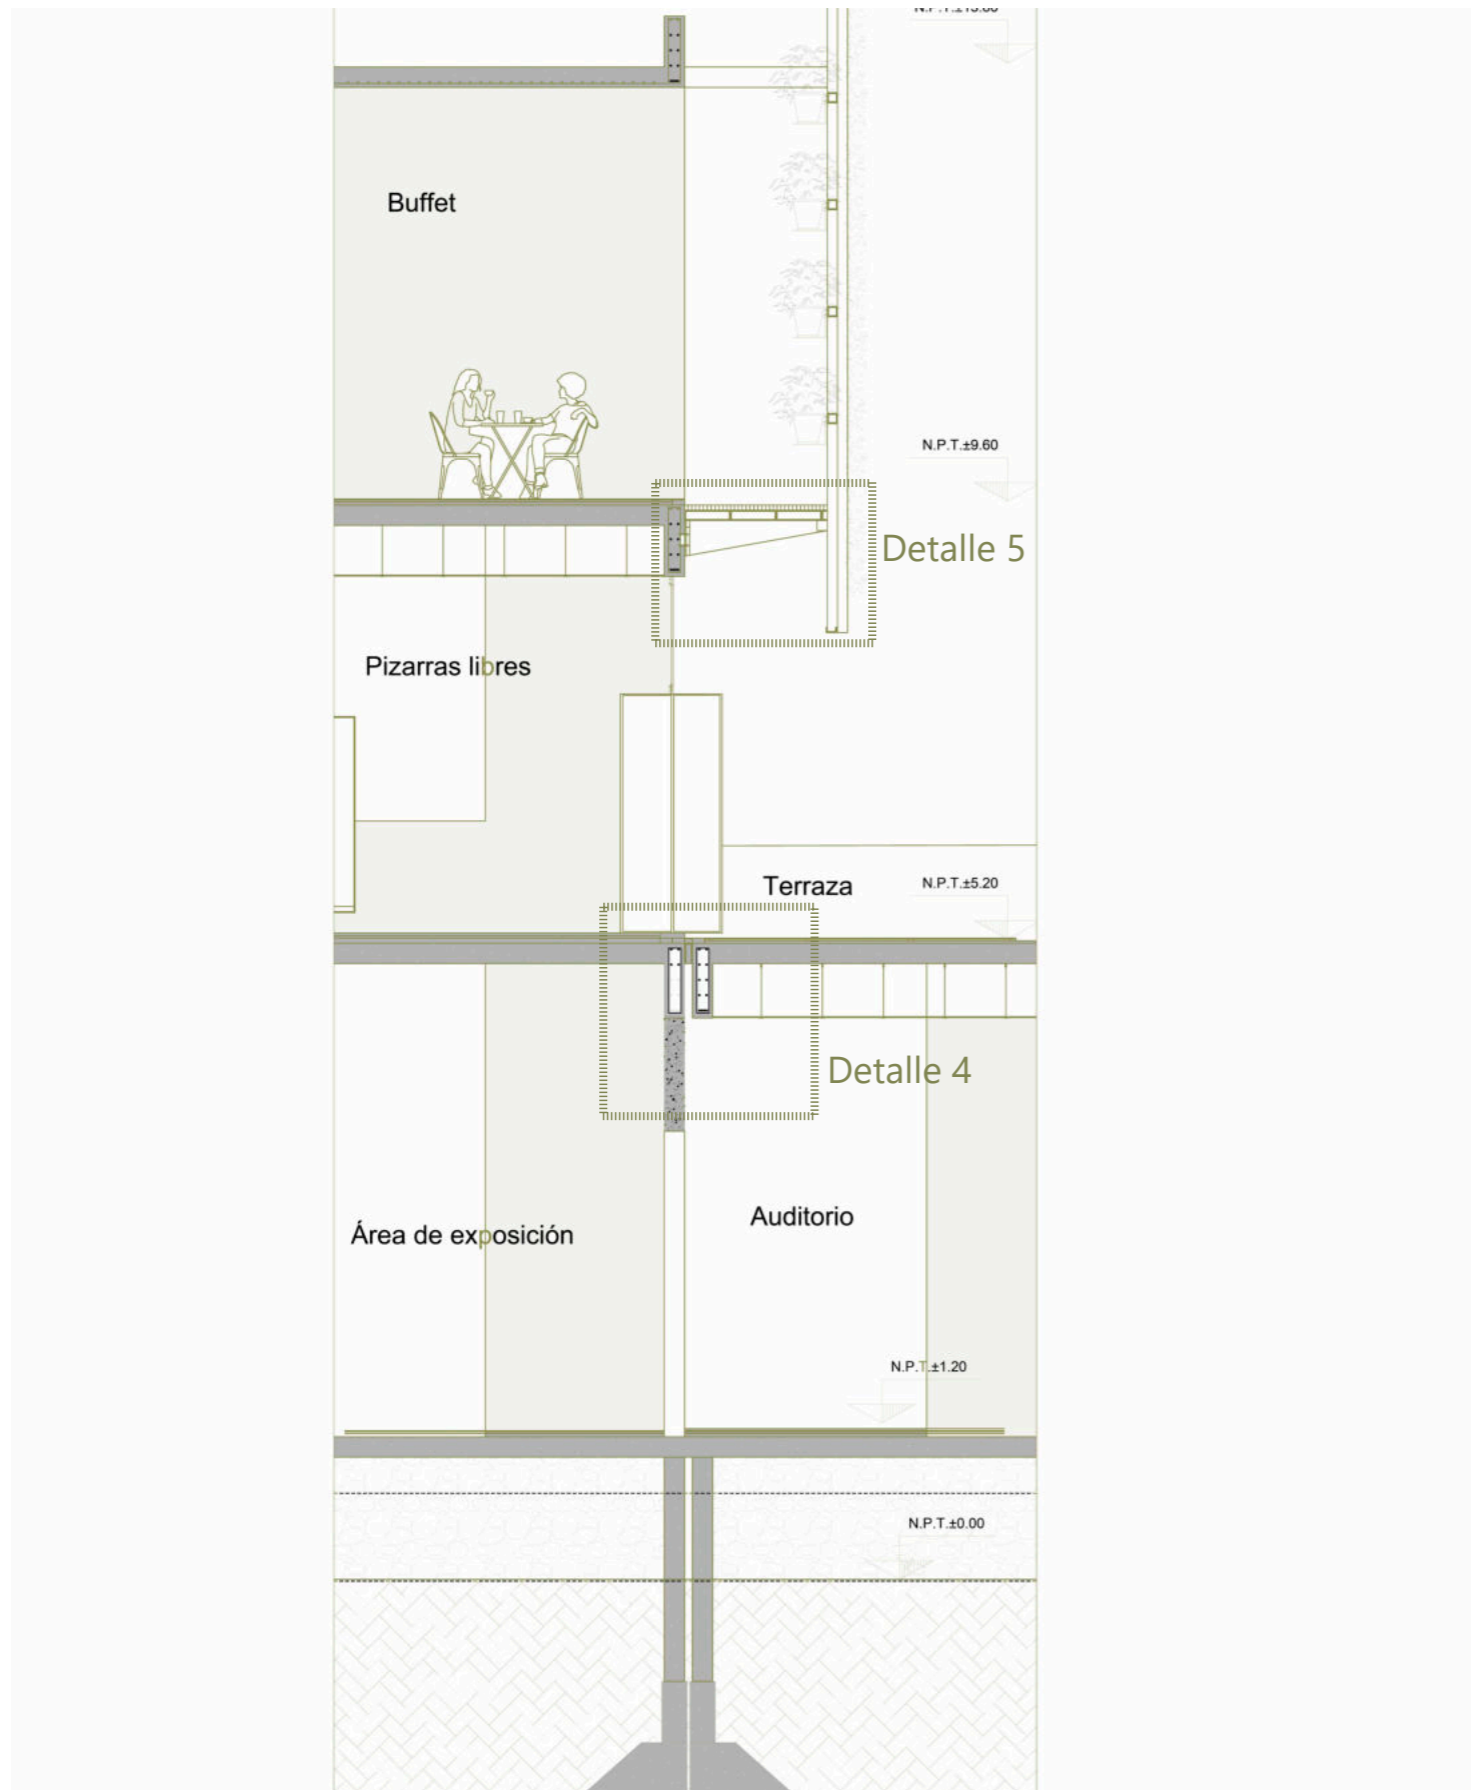 Buffet
N.P.T.±9.60
Detalle 5
Pizarras libres
Terraza
N.P.T.±5.20
Detalle 4
Auditorio
Área de exposición
N.P.T.±1.20
N.P.T.±0.00